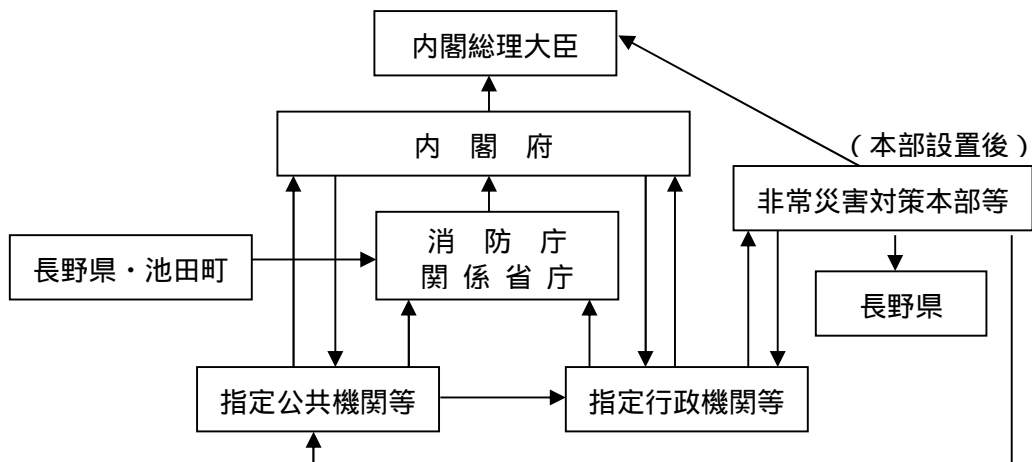 内閣総理大臣
内 閣 府
（本部設置後）
非常災害対策本部等
消 防 庁
関 係 省 庁
長野県・池田町
長野県
指定公共機関等
指定行政機関等